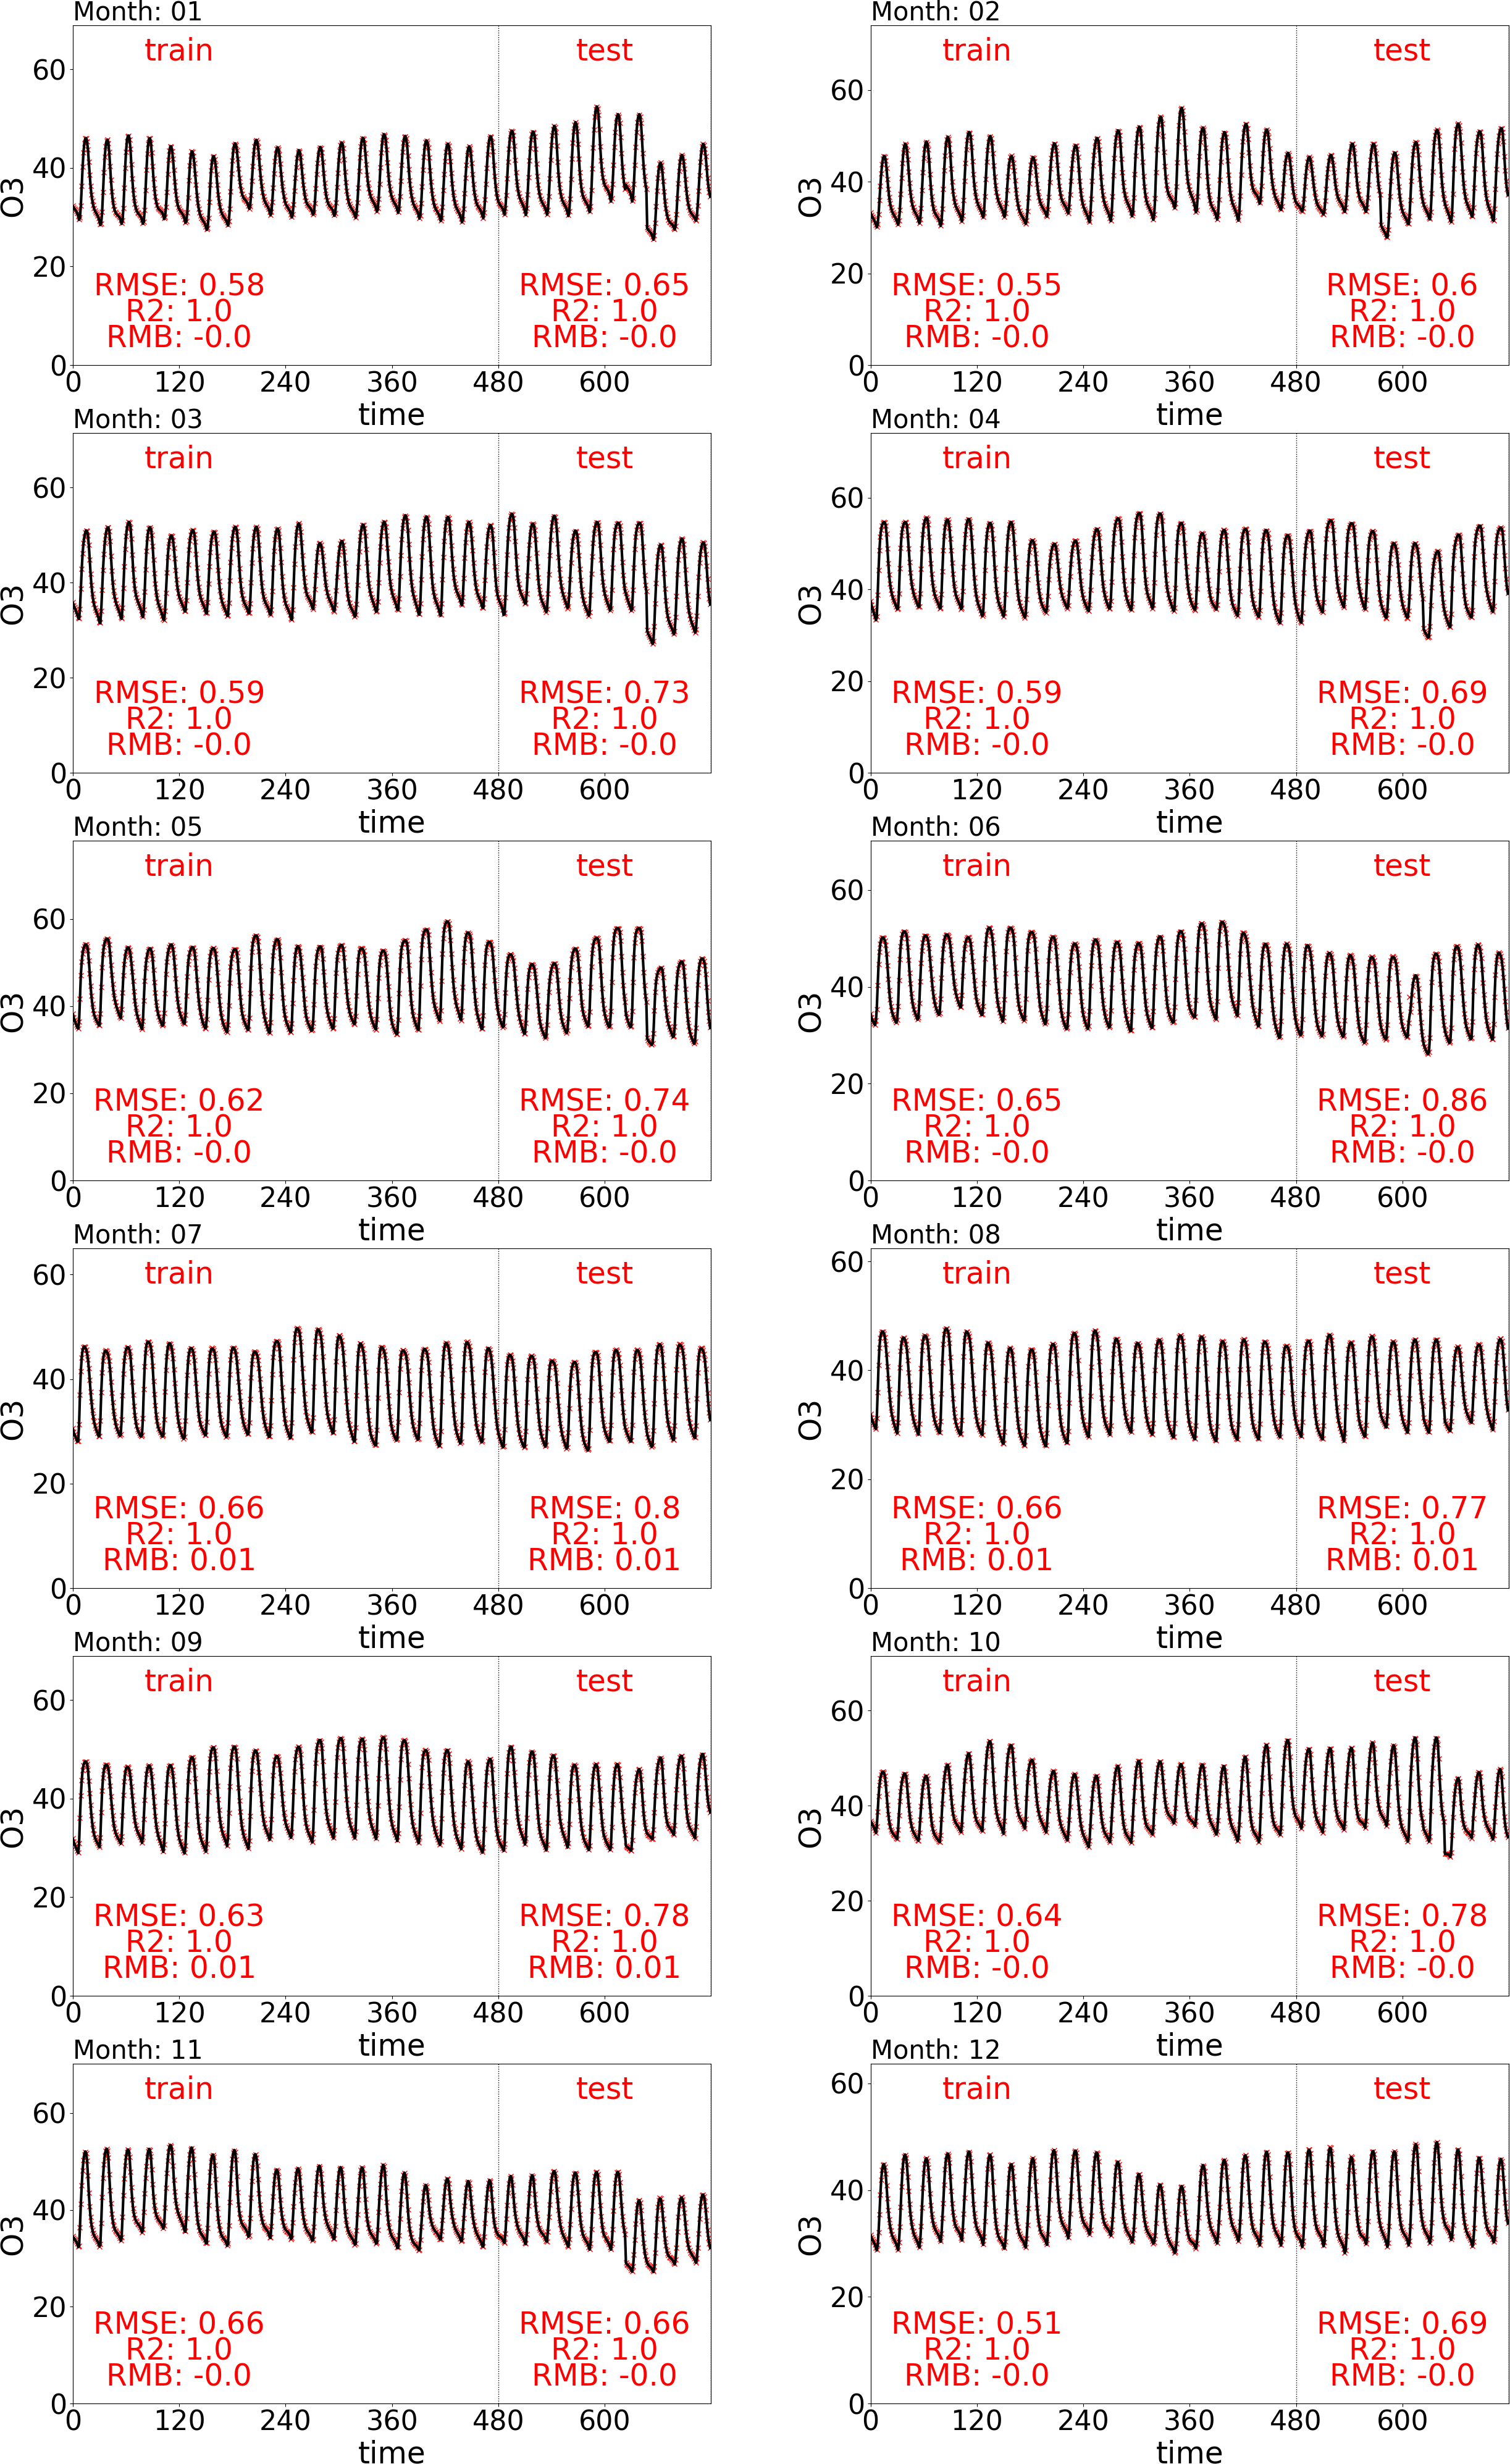 Month: 01
train test
60
40
20
0
O3
RMSE: 0.58 RMSE: 0.65
R2: 1.0 R2: 1.0
RMB: -0.0 RMB: -0.0
0 120 240 360 480 600
time
Month: 02
train test
60
40
20
0
O3
RMSE: 0.55 RMSE: 0.6
R2: 1.0 R2: 1.0
RMB: -0.0 RMB: -0.0
0 120 240 360 480 600
time
Month: 03
train test
60
40
20
0
O3
RMSE: 0.59 RMSE: 0.73
R2: 1.0 R2: 1.0
RMB: -0.0 RMB: -0.0
0 120 240 360 480 600
time
Month: 04
train test
60
40
20
0
O3
RMSE: 0.59 RMSE: 0.69
R2: 1.0 R2: 1.0
RMB: -0.0 RMB: -0.0
0 120 240 360 480 600
time
Month: 05
train test
60
40
20
0
O3
RMSE: 0.62 RMSE: 0.74
R2: 1.0 R2: 1.0
RMB: -0.0 RMB: -0.0
0 120 240 360 480 600
time
Month: 06
train test
60
40
20
0
O3
RMSE: 0.65 RMSE: 0.86
R2: 1.0 R2: 1.0
RMB: -0.0 RMB: -0.0
0 120 240 360 480 600
time
Month: 07
train test
60
40
20
0
O3
RMSE: 0.66 RMSE: 0.8
R2: 1.0 R2: 1.0
RMB: 0.01 RMB: 0.01
0 120 240 360 480 600
time
Month: 08
train test
60
40
20
0
O3
RMSE: 0.66 RMSE: 0.77
R2: 1.0 R2: 1.0
RMB: 0.01 RMB: 0.01
0 120 240 360 480 600
time
Month: 09
train test
60
40
20
0
O3
RMSE: 0.63 RMSE: 0.78
R2: 1.0 R2: 1.0
RMB: 0.01 RMB: 0.01
0 120 240 360 480 600
time
Month: 10
train test
60
40
20
0
O3
RMSE: 0.64 RMSE: 0.78
R2: 1.0 R2: 1.0
RMB: -0.0 RMB: -0.0
0 120 240 360 480 600
time
Month: 11
train test
60
40
20
0
O3
RMSE: 0.66 RMSE: 0.66
R2: 1.0 R2: 1.0
RMB: -0.0 RMB: -0.0
0 120 240 360 480 600
time
Month: 12
train test
60
40
20
0
O3
RMSE: 0.51 RMSE: 0.69
R2: 1.0 R2: 1.0
RMB: -0.0 RMB: -0.0
0 120 240 360 480 600
time